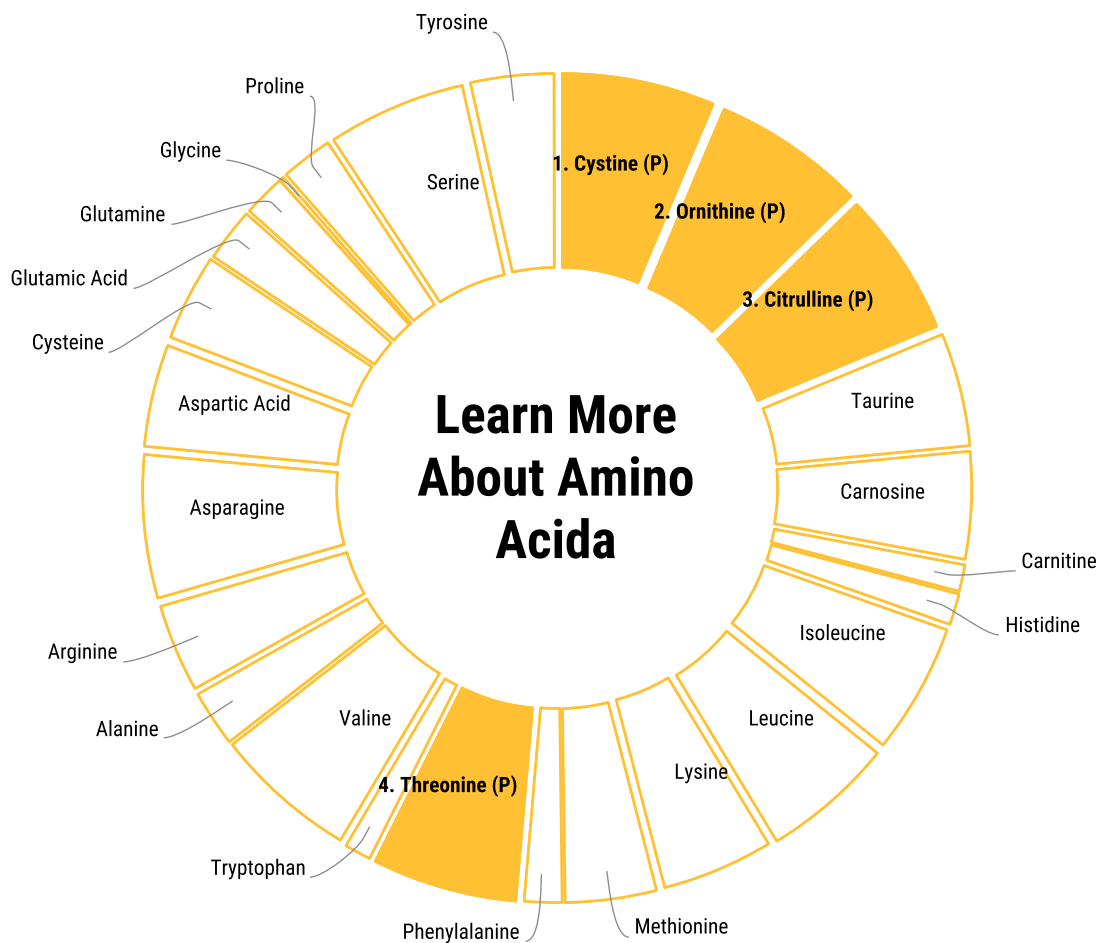 Tyrosine
Proline
Glycine
Glutamine
Glutamic Acid
Cysteine
Serine
1. Cystine (P)
2. Ornithine (P)
3. Citrulline (P)
Aspartic Acid
Taurine
Learn More
About Amino
Acida
Asparagine
Carnosine
Carnitine
Histidine
Isoleucine
Arginine
Alanine
Valine
Leucine
Lysine
4. Threonine (P)
Tryptophan
Phenylalanine
Methionine